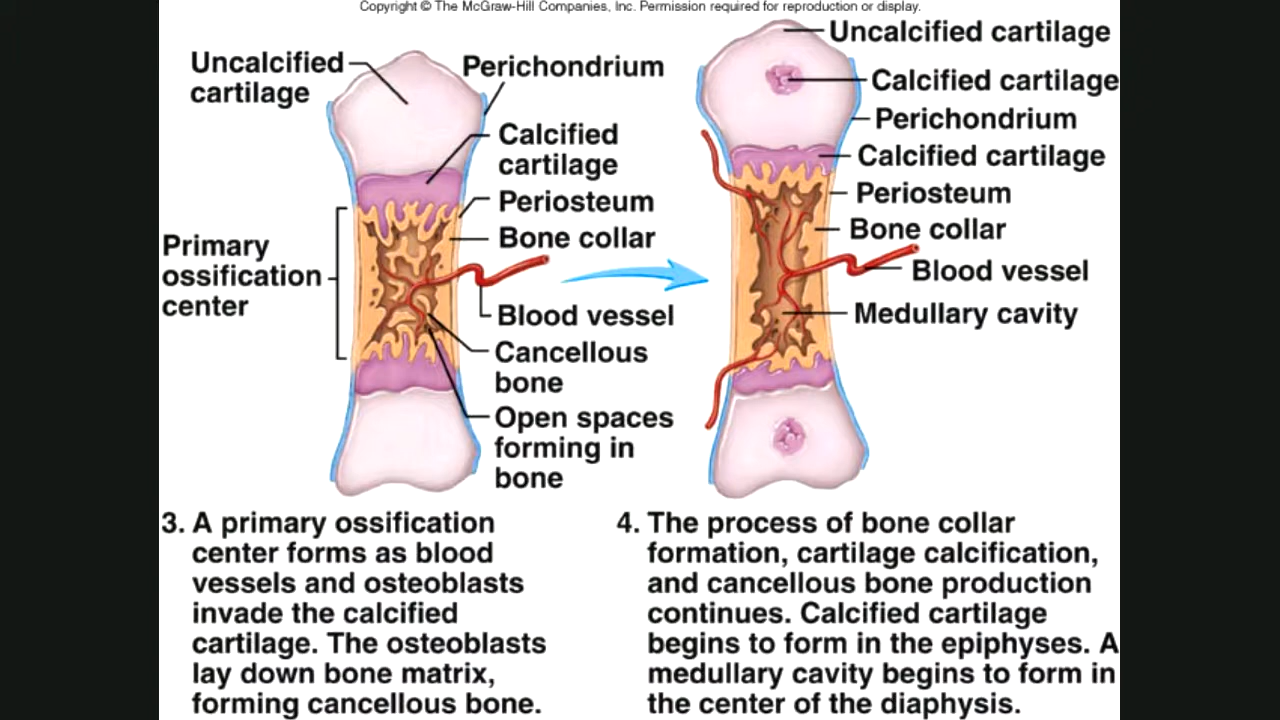 Copyright © The McGraw-Hill Companies, Inc. Permission required for reproduction or display.
Uncalcified
cartilage
Perichondrium
Calcified
cartilage
Periosteum
Bone collar
Primary
ossification
center
Blood vessel
Cancellous
bone
Open spaces
forming in
bone
Uncalcified cartilage
Calcified cartilage
Perichondrium
Calcified cartilage
Periosteum
Bone collar
Blood vessel
Medullary cavity
3. A primary ossification
center forms as blood
vessels and osteoblasts
invade the calcified
cartilage. The osteoblasts
lay down bone matrix,
forming cancellous bone.
4. The process of bone collar
formation, cartilage calcification,
and cancellous bone production
continues. Calcified cartilage
begins to form in the epiphyses. A
medullary cavity begins to form in
the center of the diaphysis.